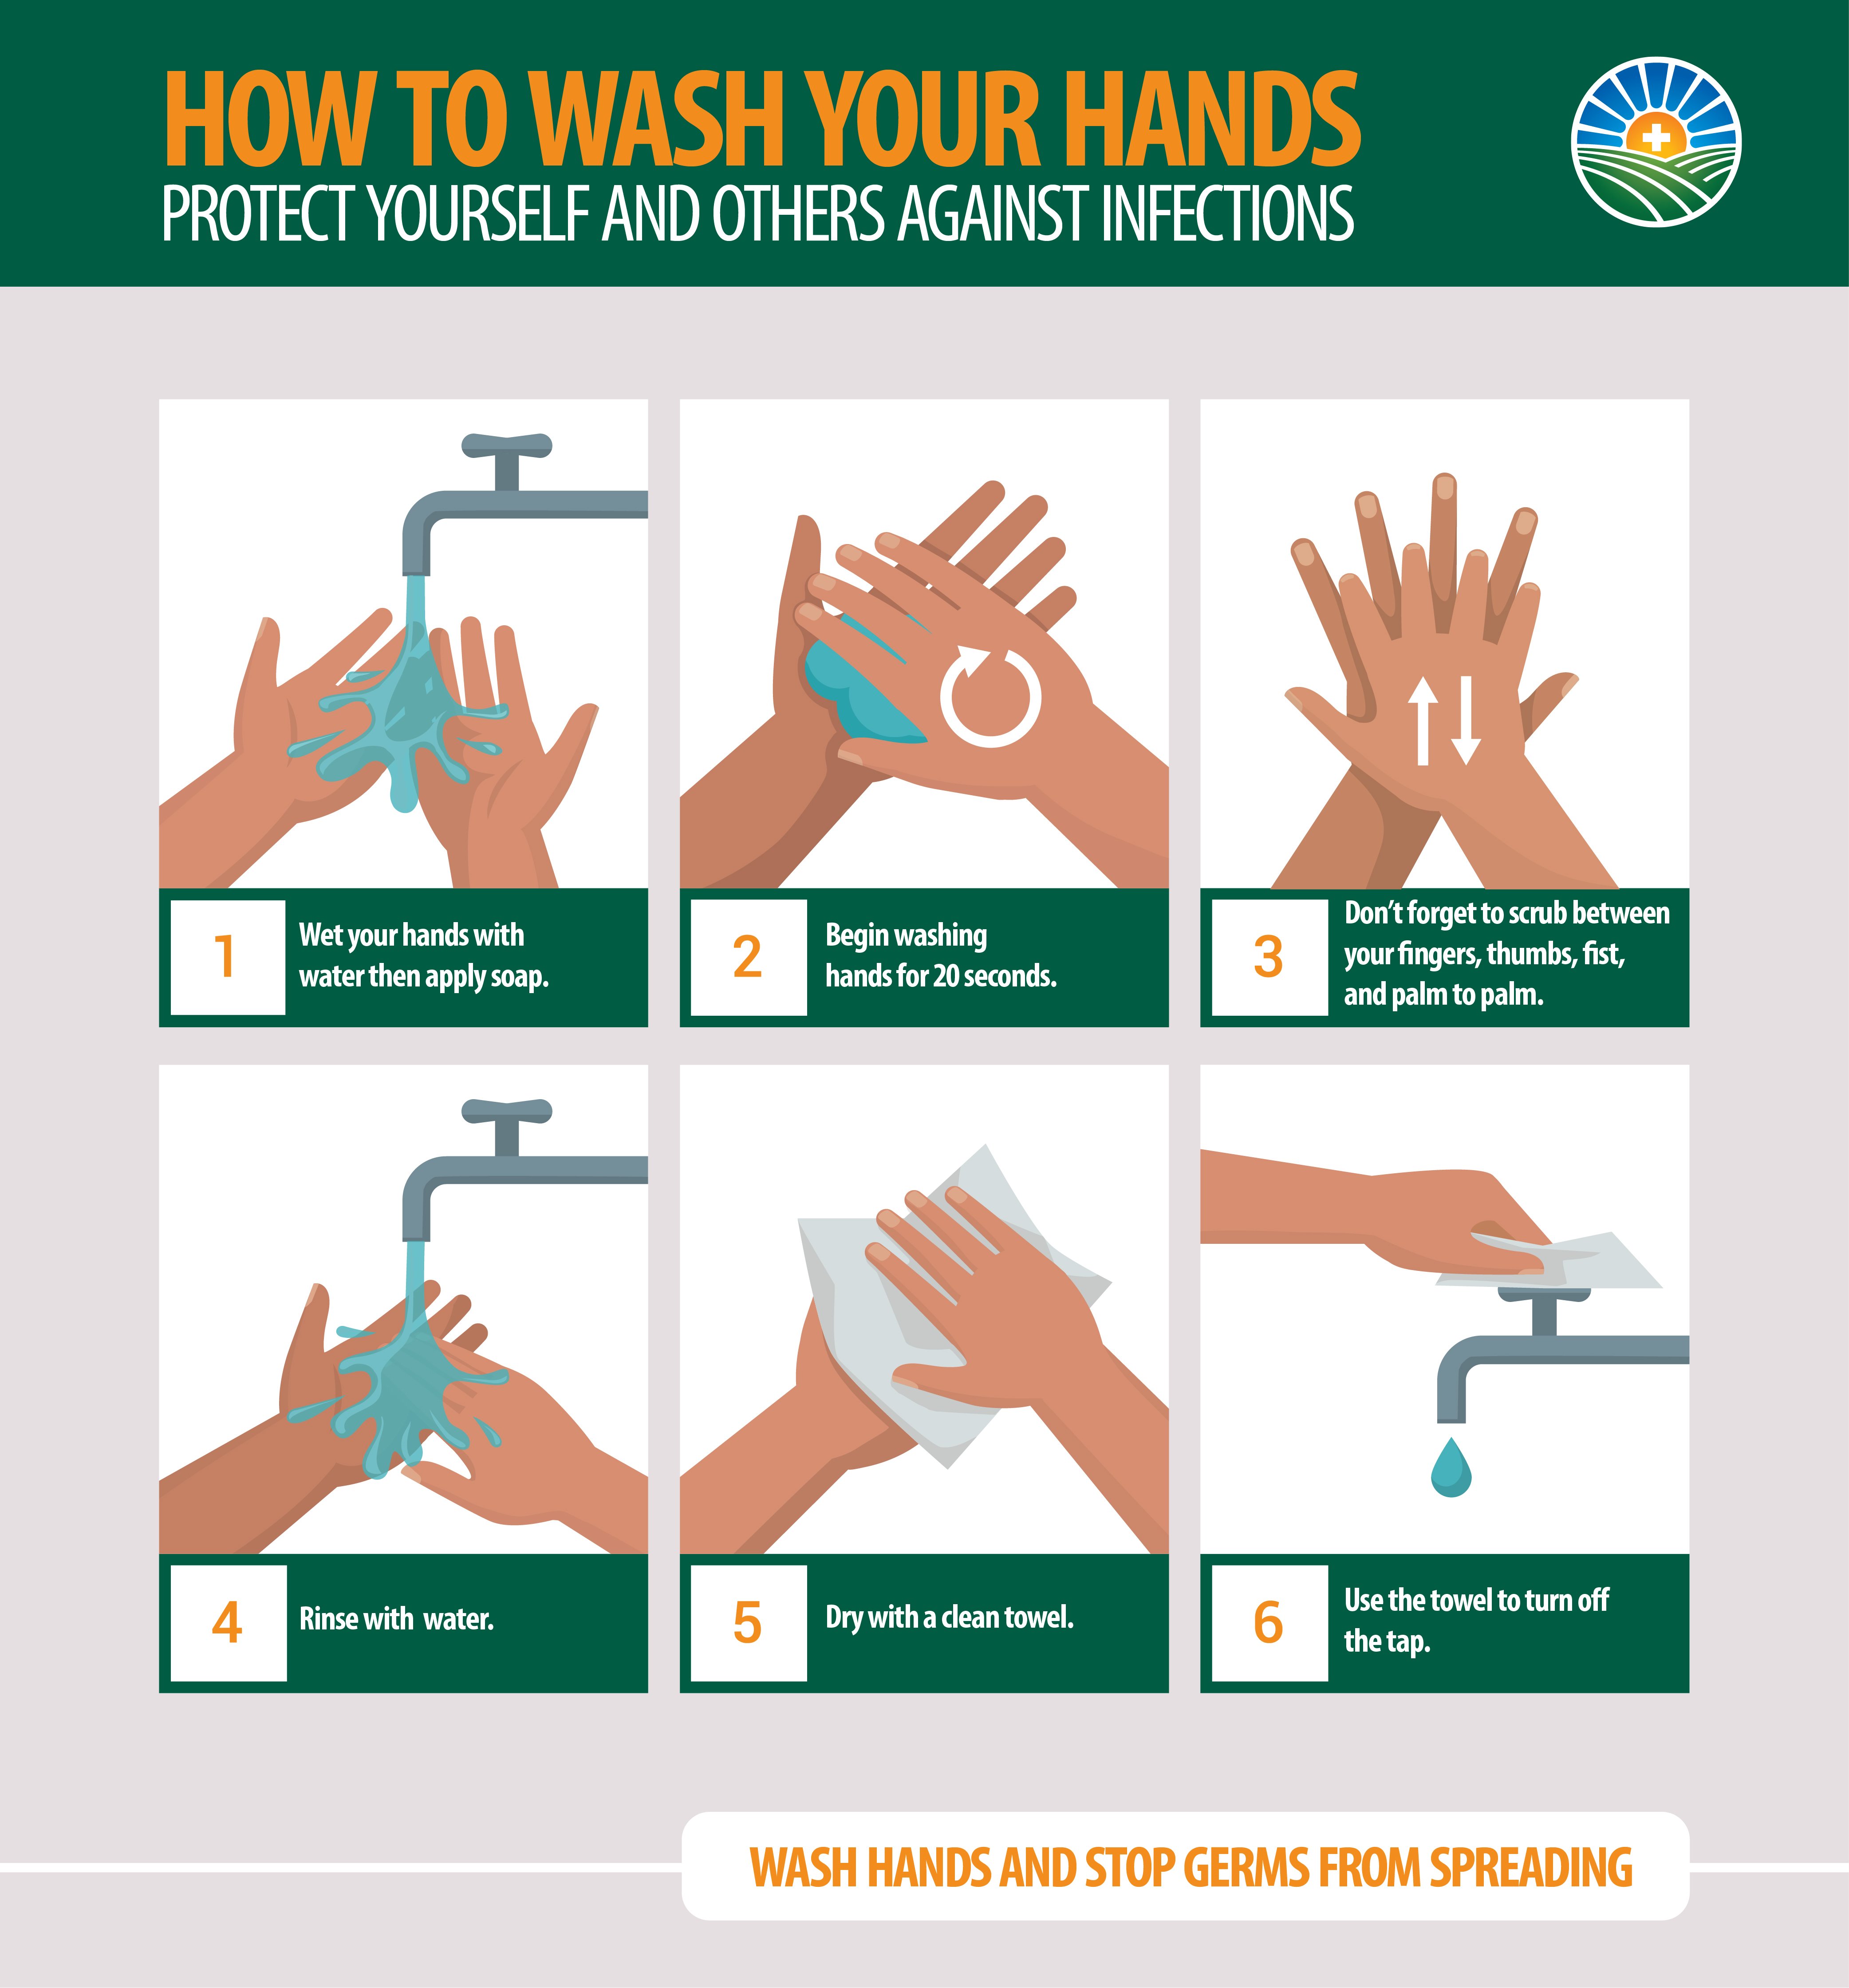 HOW TO WASH YOUR HANDS
PROTECT YOURSELF AND OTHERS AGAINST INFECTIONS
1
Wet your hands with
water then apply soap.
2
Begin washing
hands for 20 seconds.
3
Don't forget to scrub between
your fingers, thumbs, fist,
and palm to palm.
4
Rinse with water.
5
Dry with a clean towel.
6
Use the towel to turn off
the tap.
WASH HANDS AND STOP GERMS FROM SPREADING